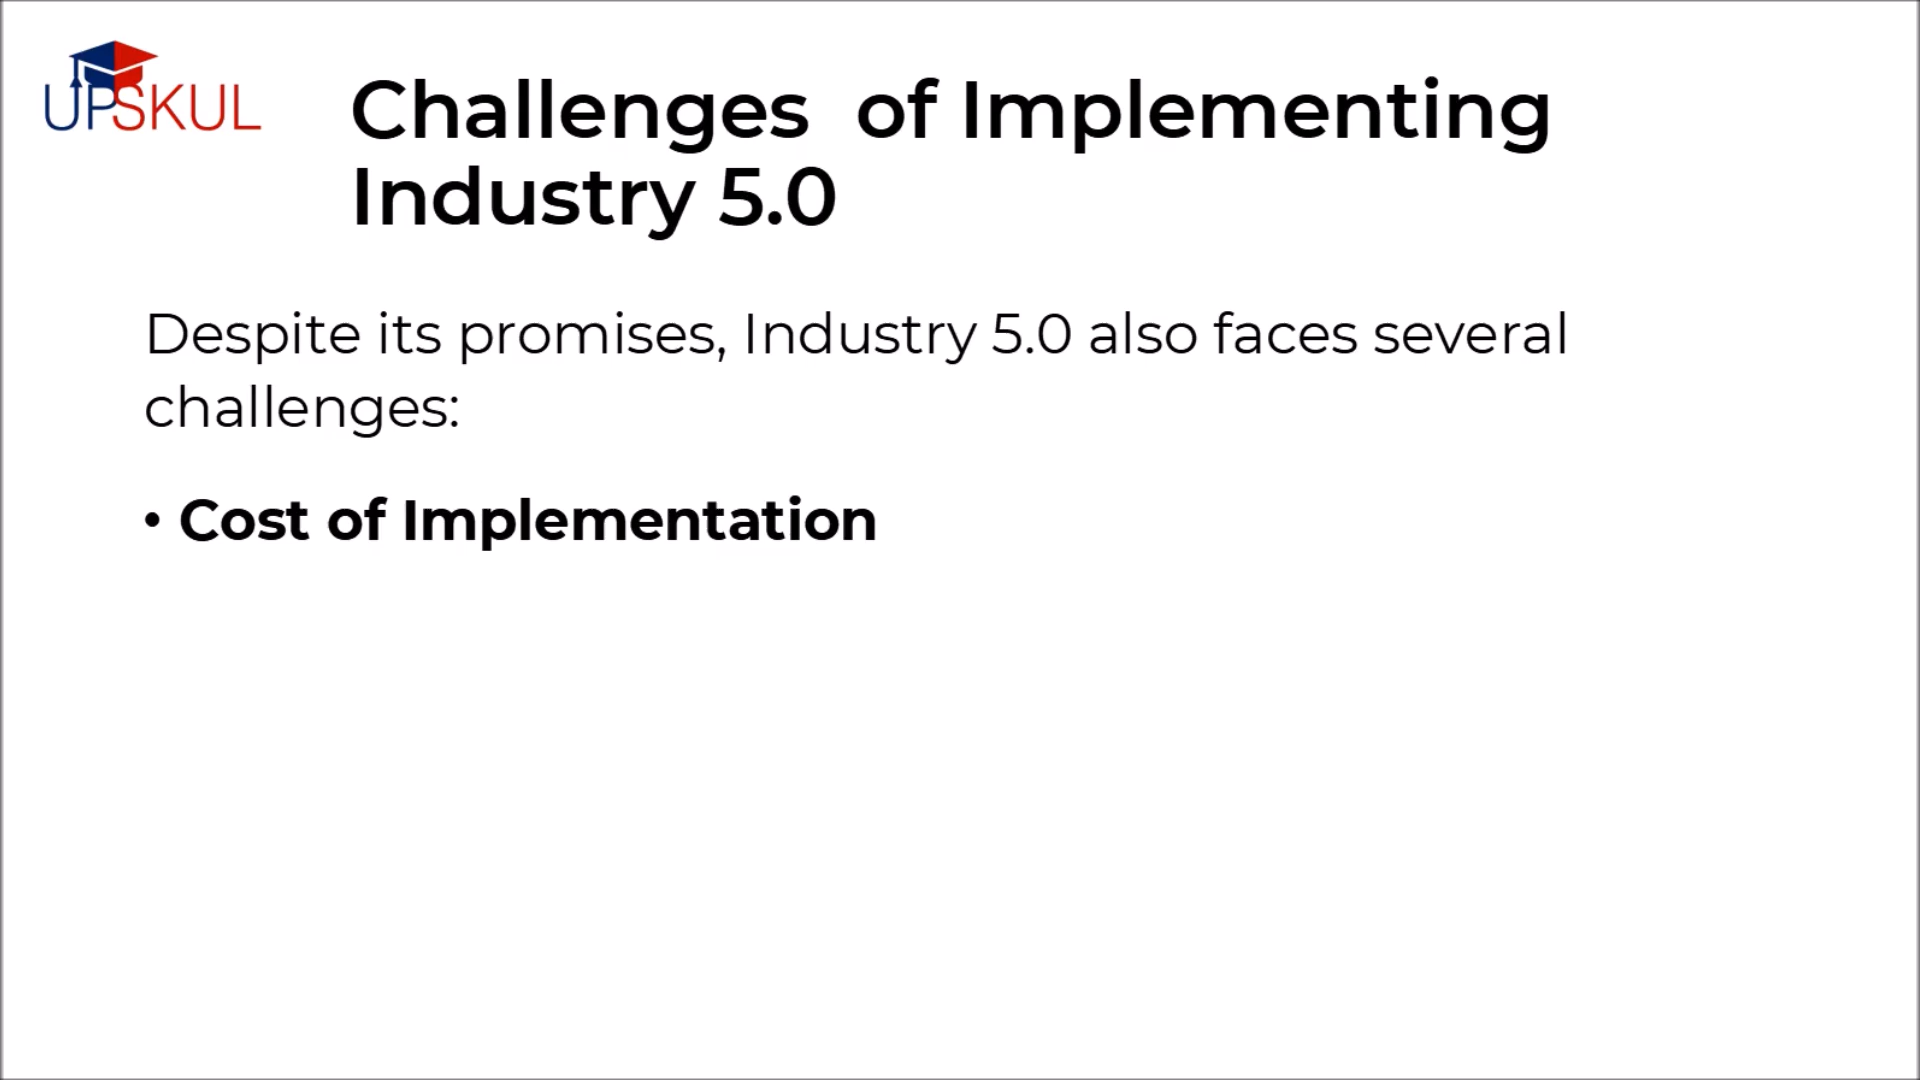 UPSKUL
Challenges  of Implementing
Industry 5.0
Despite its promises, Industry 5.0 also faces several
challenges:
• Cost of Implementation